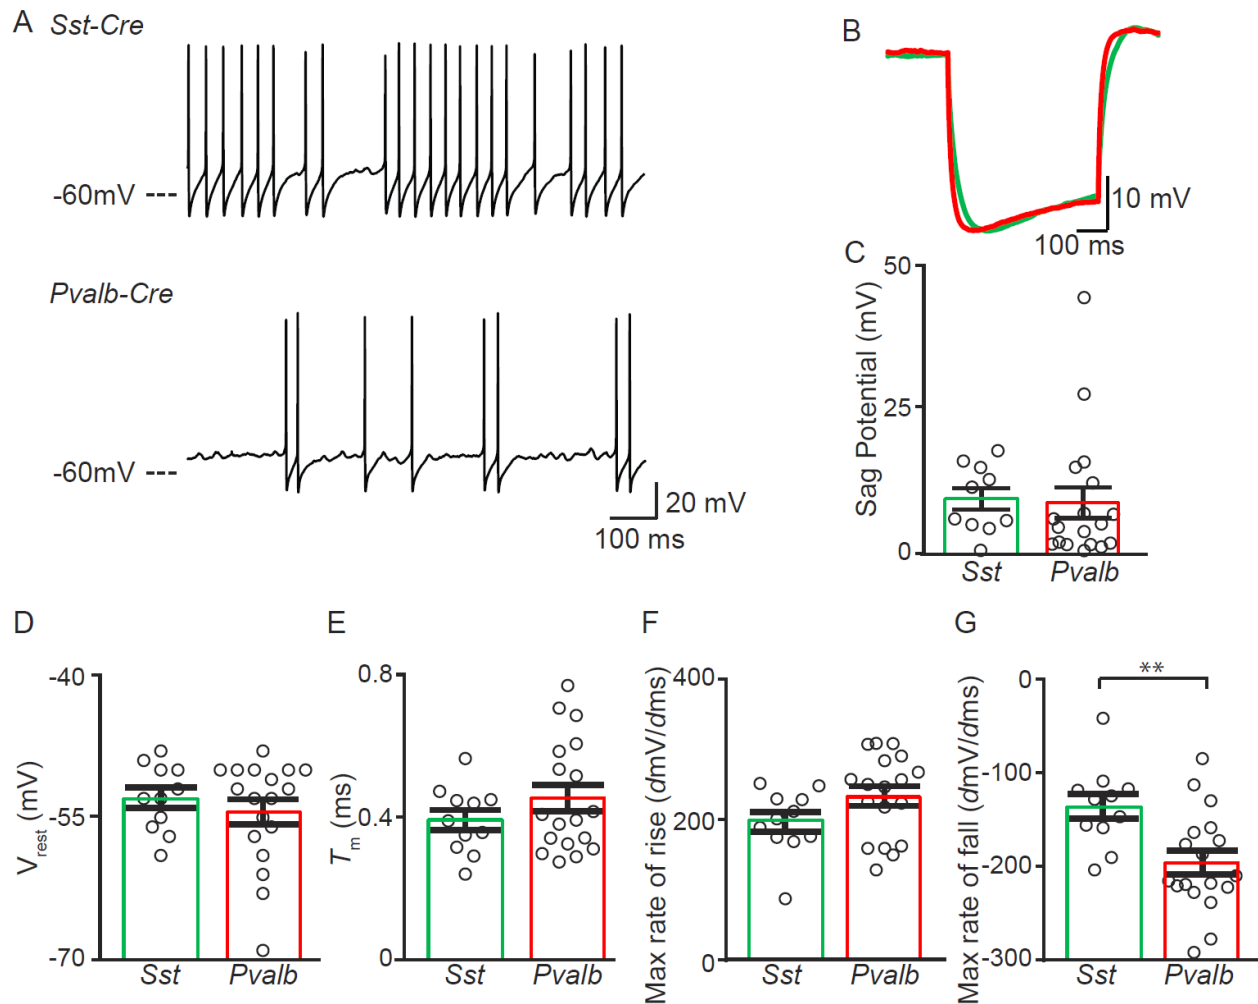 A
Sst-Cre
-60mV
Pvalb-Cre
-60mV
20 mV
100 ms
B
10 mV
100 ms
C
Sag Potential (mV)
50
25
0
Sst
Pvalb
D
Vrest (mV)
-40
-55
-70
Sst
Pvalb
E
Tm (ms)
0.8
0.4
0
Sst
Pvalb
F
Max rate of rise (dmV/dms)
400
200
0
Sst
Pvalb
G
Max rate of fall (dmV/dms)
0
-100
-200
-300
**
Sst
Pvalb